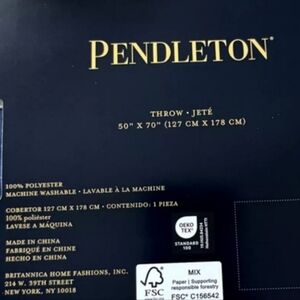 PENDLETON®
THROW • JETÉ
50" X 70" (127 CM X 178 CM)
100% POLYESTER
MACHINE WASHABLE • LAVABLE À LA MACHINE
COBERTOR 127 CM X 178 CM • CONTENIDO: 1 PIEZA
100% poliéster
LAVESE A MÁQUINA
MADE IN CHINA
FABRIQUÉ EN CHINE
HECHO EN CHINA
BRITANNICA HOME FASHIONS, INC.
214 W. 39TH STREET
NEW YORK, NY 10018
OEKO
TEX®
STANDARD
100
FSC
MIX
Paper | Supporting
responsible forestry
FSC® C156542